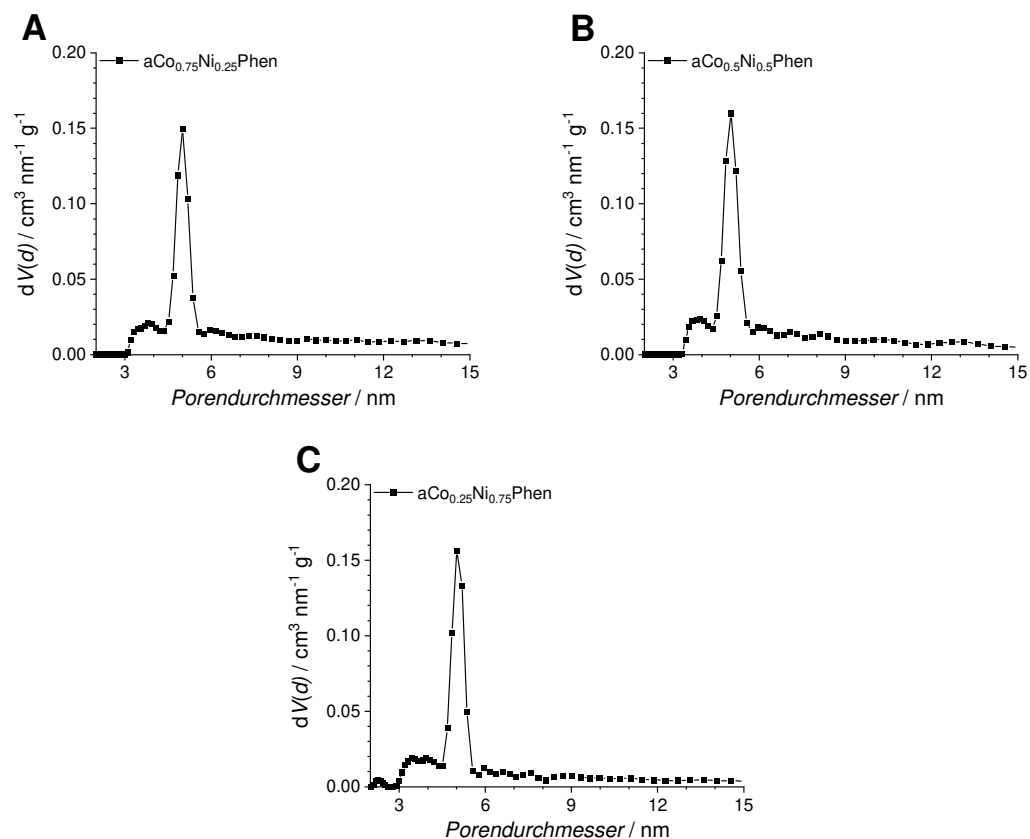 A
aCo0.75Ni0.25Phen
0.20
0.15
0.10
0.05
0.00
dV(d) / cm3 nm-1 g-1
3 6 9 12 15
Porendurchmesser / nm
B
aCo0.5Ni0.5Phen
0.20
0.15
0.10
0.05
0.00
dV(d) / cm3 nm-1 g-1
3 6 9 12 15
Porendurchmesser / nm
C
aCo0.25Ni0.75Phen
0.20
0.15
0.10
0.05
0.00
dV(d) / cm3 nm-1 g-1
3 6 9 12 15
Porendurchmesser / nm